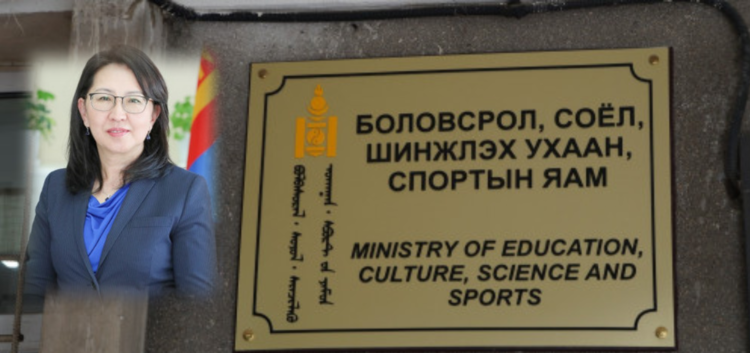 БОЛОВСРОЛ, СОЁЛ,
ШИНЖЛЭХ УХААН,
СПОРТЫН ЯАМ
MINISTRY OF EDUCATION,
CULTURE, SCIENCE AND
SPORTS